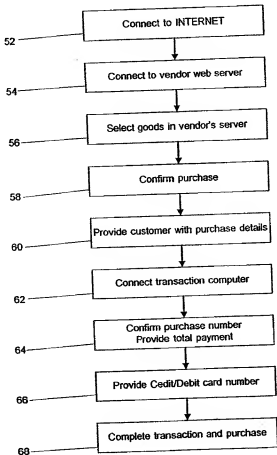 Connect to INTERNET
52
Connect to vendor web server
54
Select goods in vendor's server
56
Confirm purchase
58
Provide customer with purchase details
60
Connect transaction computer
62
Confirm purchase number
Provide total payment
64
Provide Cedit/Debit card number
66
Complete transaction and purchase
68